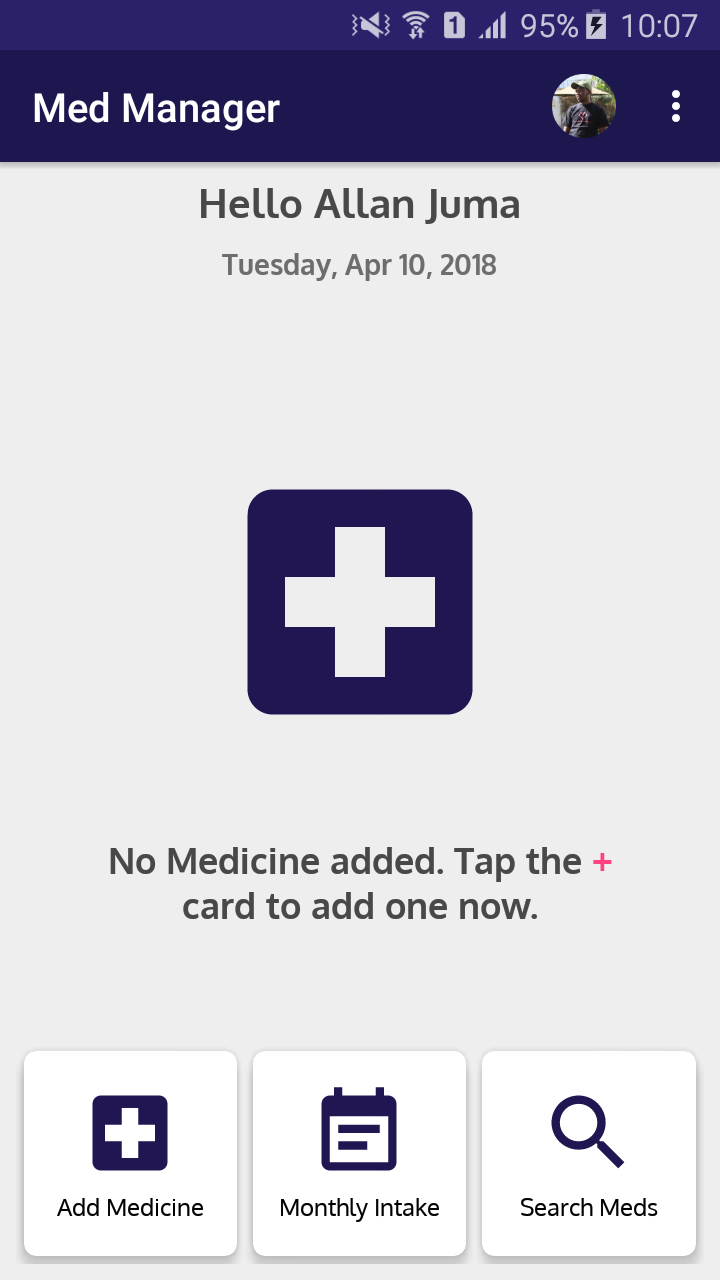 1 95% 10:07
Med Manager
Hello Allan Juma
Tuesday, Apr 10, 2018
No Medicine added. Tap the +
card to add one now.
Add Medicine Monthly Intake Search Meds